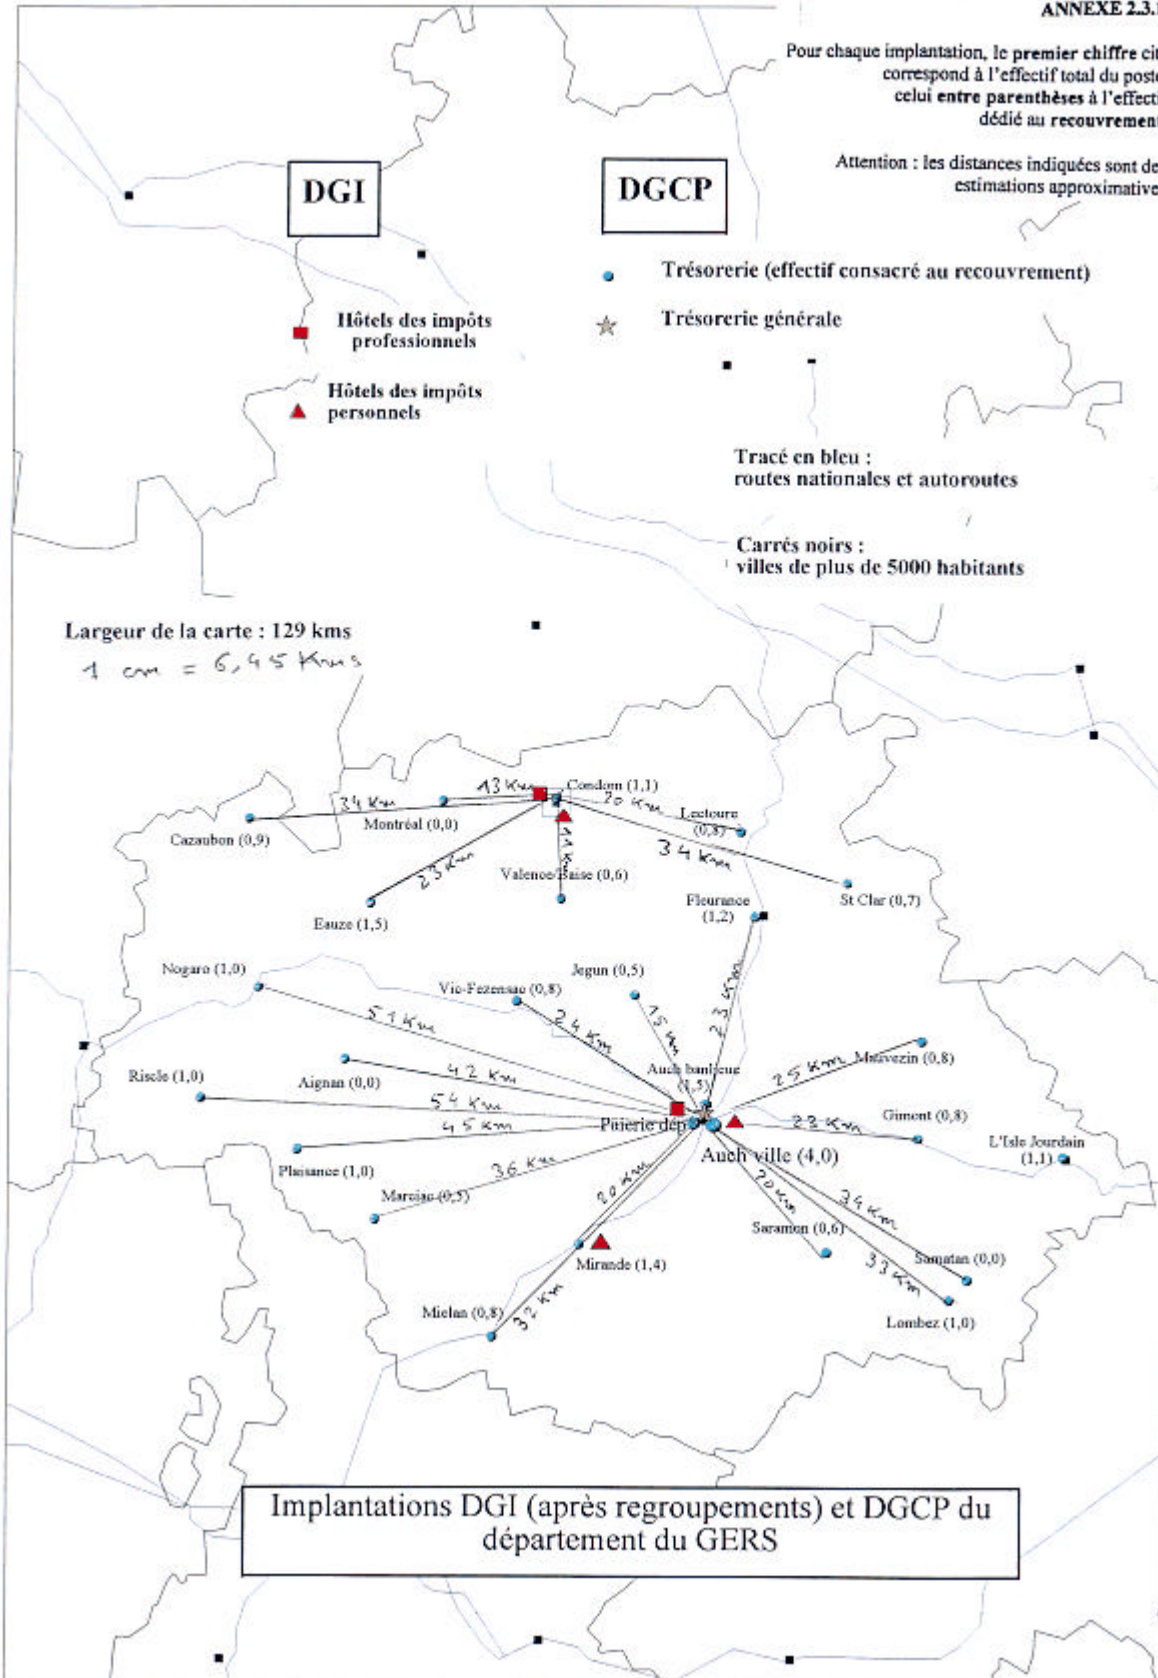 ANNEXE 2.3.1
Pour chaque implantation, le premier chiffre cit
correspond à l'effectif total du poste
celui entre parenthèses à l'effecti
dédié au recouvrement
Attention : les distances indiquées sont de
estimations approximative
DGI
DGCP
Trésorerie (effectif consacré au recouvrement)
Trésorerie générale
Hôtels des impôts
professionnels
Hôtels des impôts
personnels
Tracé en bleu :
routes nationales et autoroutes
Carrés noirs :
villes de plus de 5000 habitants
Largeur de la carte : 129 kms
1 cm = 6,45 Kms
13 Km
Condom (1,1)
34 Km
20 Km
Montréal (0,0)
Lectoure
(0,8)
Cazaubon (0,9)
34 Km
23 Km
11 Km
Valence/Baise (0,6)
St Clar (0,7)
Fleurance
(1,2)
Eauze (1,5)
Nogaro (1,0)
Vic-Fezensac (0,8)
Jegun (0,5)
51 Km
24 Km
15 Km
23 Km
Mauvezin (0,8)
25 Km
Risele (1,0)
Aignan (0,0)
42 Km
Auch banlieue
(1,5)
54 Km
Paierie dép
23 Km
Gimont (0,8)
45 Km
L'Isle Jourdain
(1,1)
Plaisance (1,0)
36 Km
Auch ville (4,0)
Marciac (0,5)
20 Km
20 Km
34 Km
Saramon (0,6)
33 Km
Samatan (0,0)
Mirande (1,4)
32 Km
Mielan (0,8)
Lombez (1,0)
Implantations DGI (après regroupements) et DGCP du
département du GERS